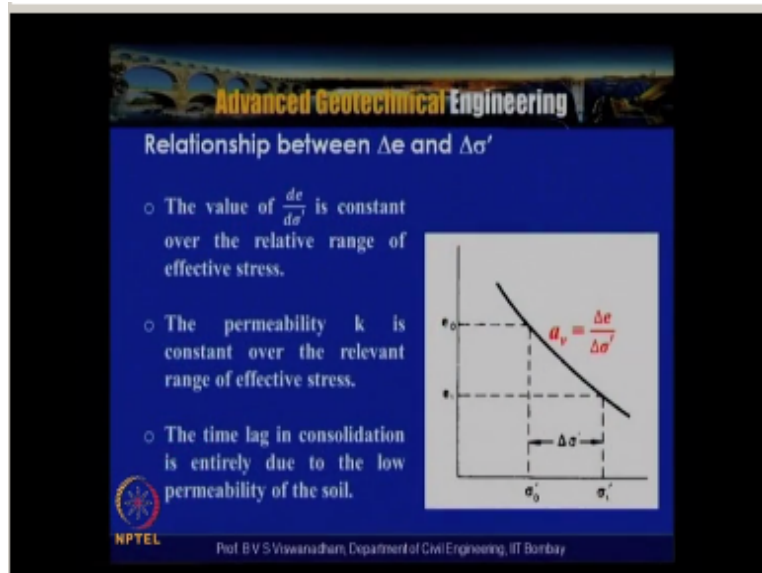 Advanced Geotechnical Engineering
Relationship between Δe and Δσ′
○ The value of de/dσ′ is constant
over the relative range of
effective stress.
○ The permeability k is
constant over the relevant
range of effective stress.
○ The time lag in consolidation
is entirely due to the low
permeability of the soil.
e₀
aᵥ = Δe/Δσ′
e₁
Δσ′
σ₀′ σ₁′
NPTEL
Prof. B V S Viswanadham, Department of Civil Engineering, IIT Bombay